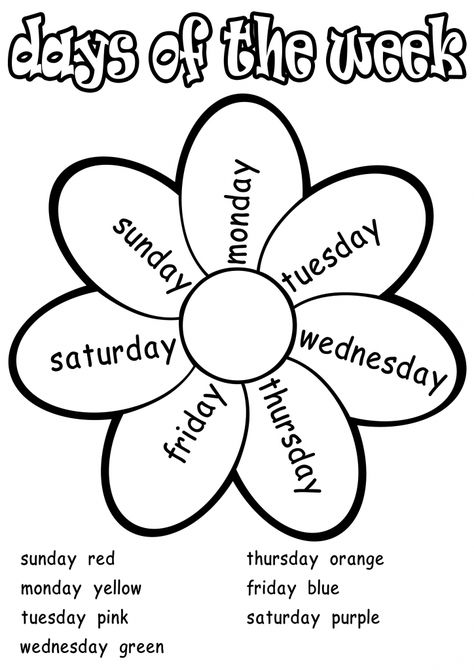 days of the week
monday
tuesday
wednesday
thursday
friday
saturday
sunday
sunday red
monday yellow
tuesday pink
wednesday green
thursday orange
friday blue
saturday purple